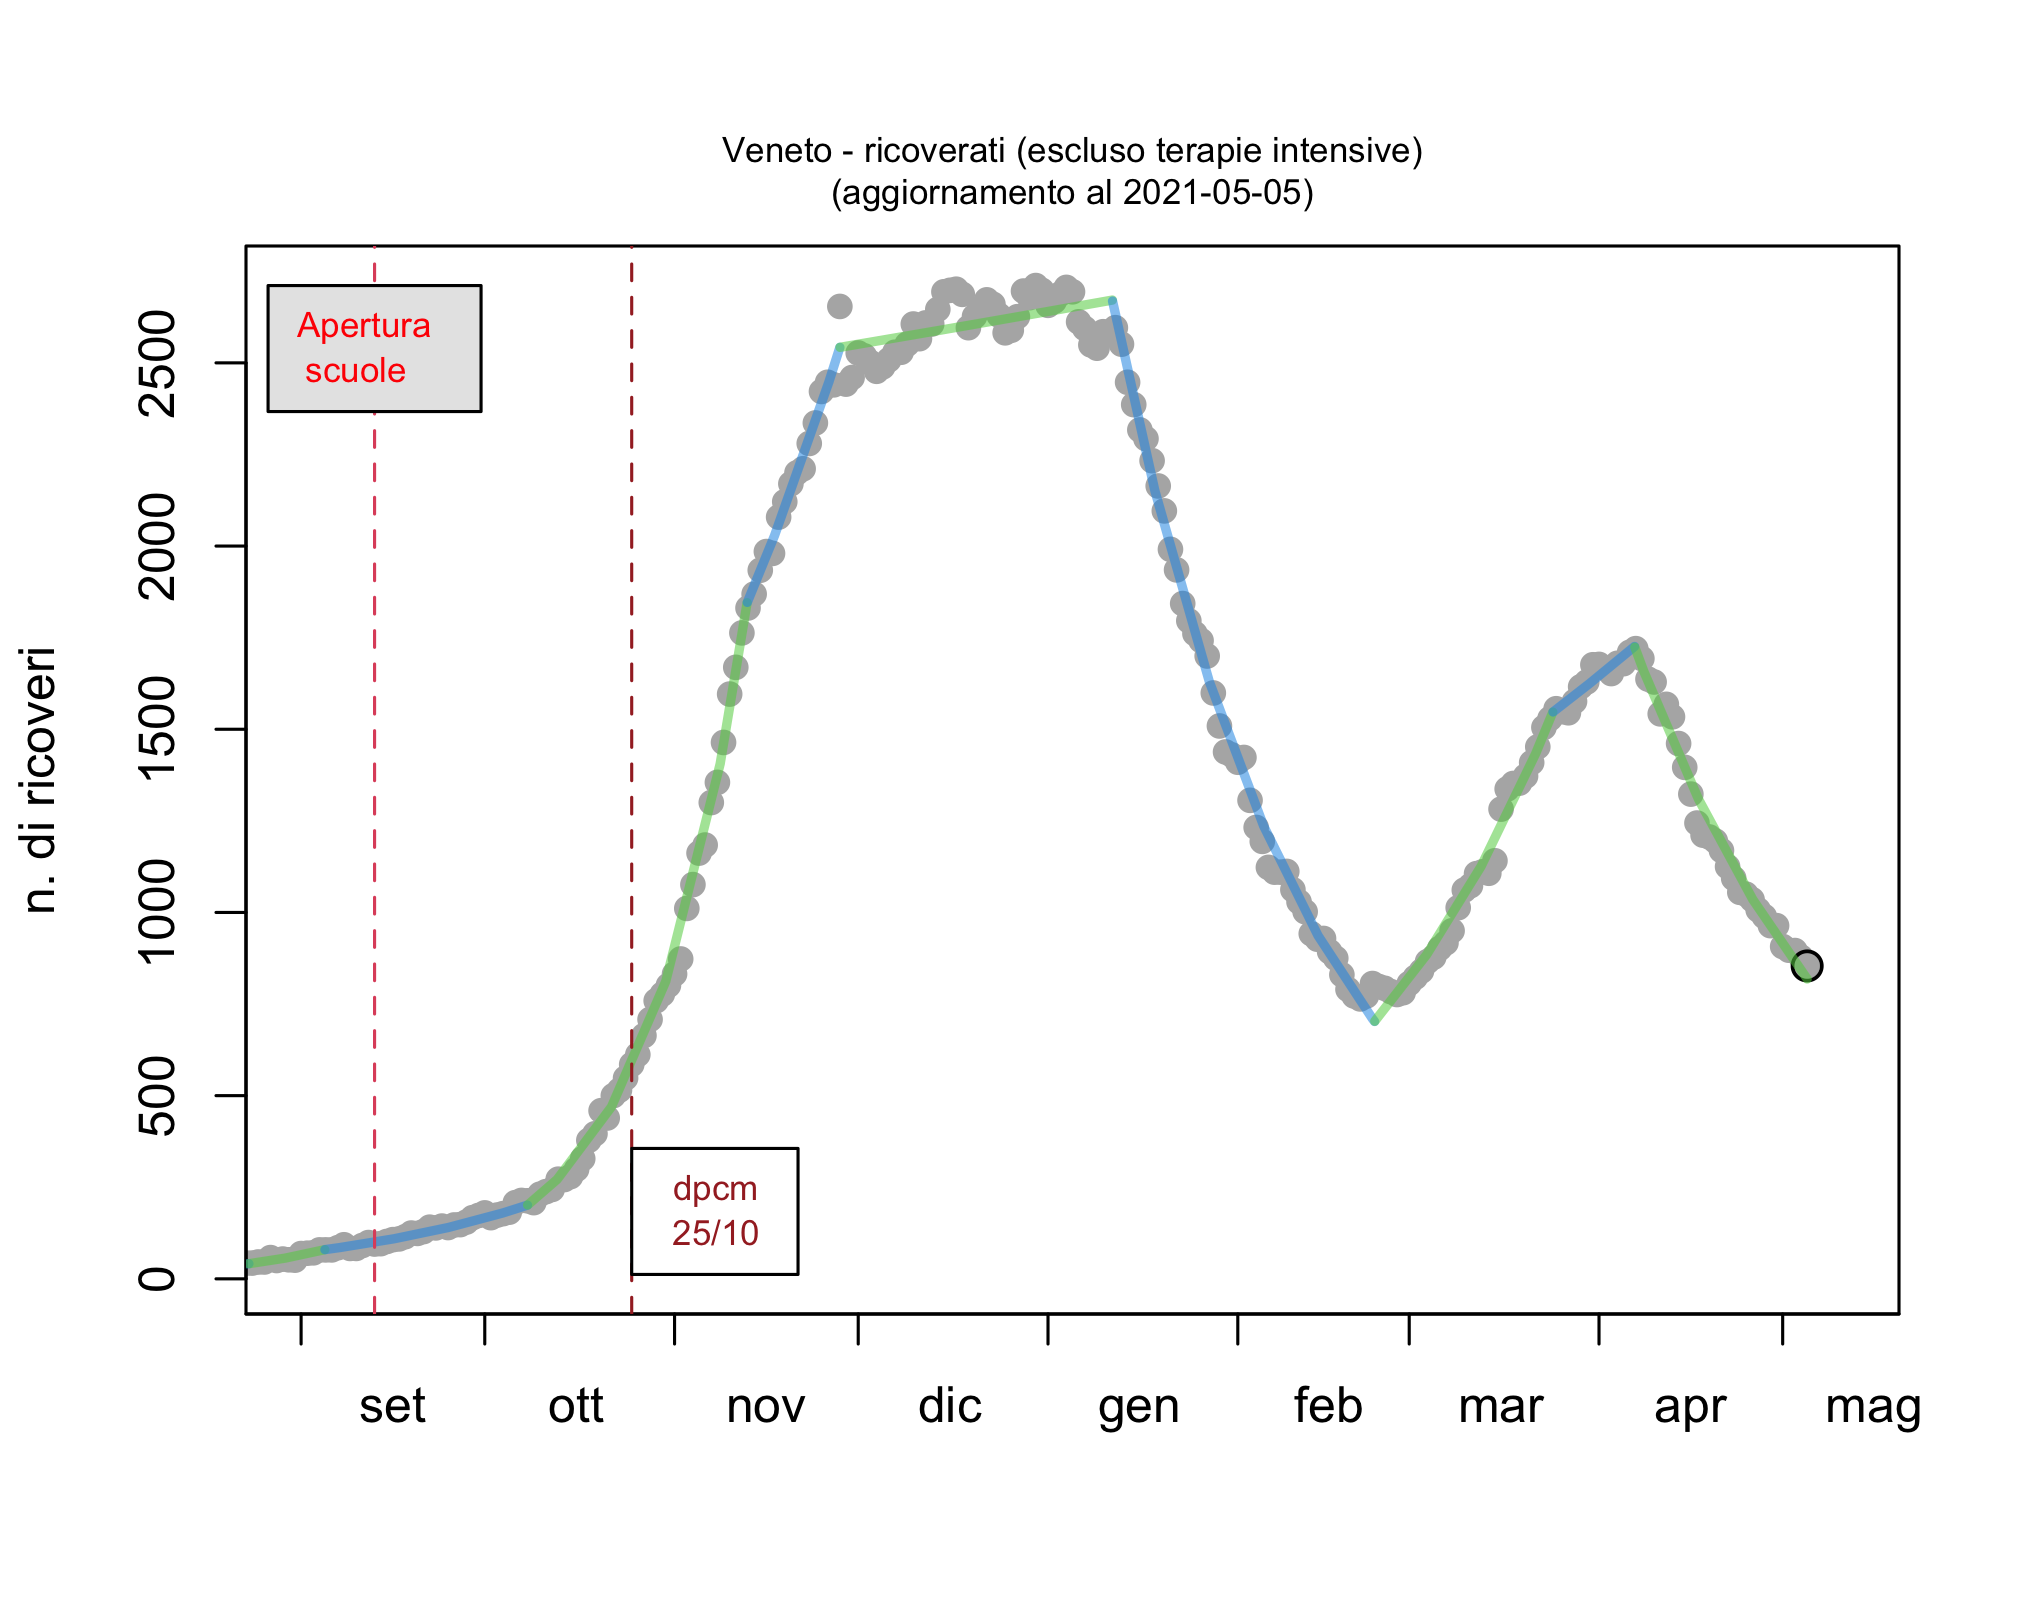 Veneto - ricoverati (escluso terapie intensive)
(aggiornamento al 2021-05-05)
Apertura
scuole
n. di ricoveri
2500
2000
1500
1000
500
0
dpcm
25/10
set ott nov dic gen feb mar apr mag